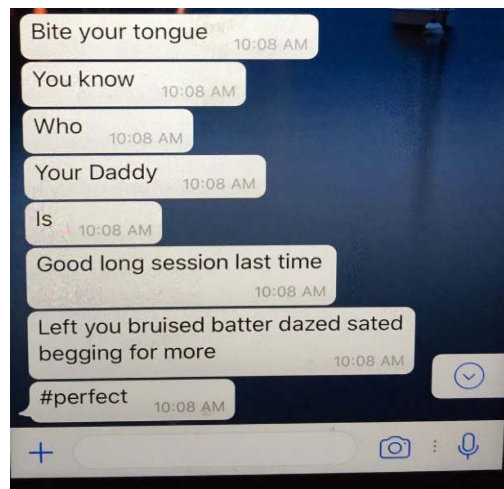 Bite your tongue
10:08 AM
You know
10:08 AM
Who
10:08 AM
Your Daddy
10:08 AM
Is
10:08 AM
Good long session last time
10:08 AM
Left you bruised batter dazed sated
begging for more
10:08 AM
#perfect
10:08 AM